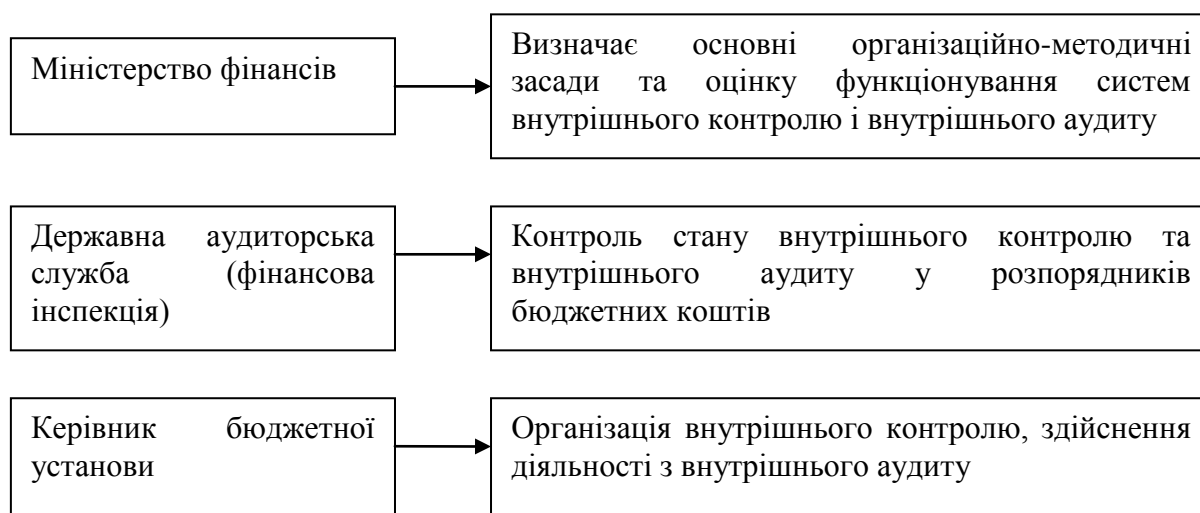 Міністерство фінансів
Визначає основні організаційно-методичні
засади та оцінку функціонування систем
внутрішнього контролю і внутрішнього аудиту
Державна аудиторська
служба (фінансова
інспекція)
Контроль стану внутрішнього контролю та
внутрішнього аудиту у розпорядників
бюджетних коштів
Керівник бюджетної
установи
Організація внутрішнього контролю, здійснення
діяльності з внутрішнього аудиту